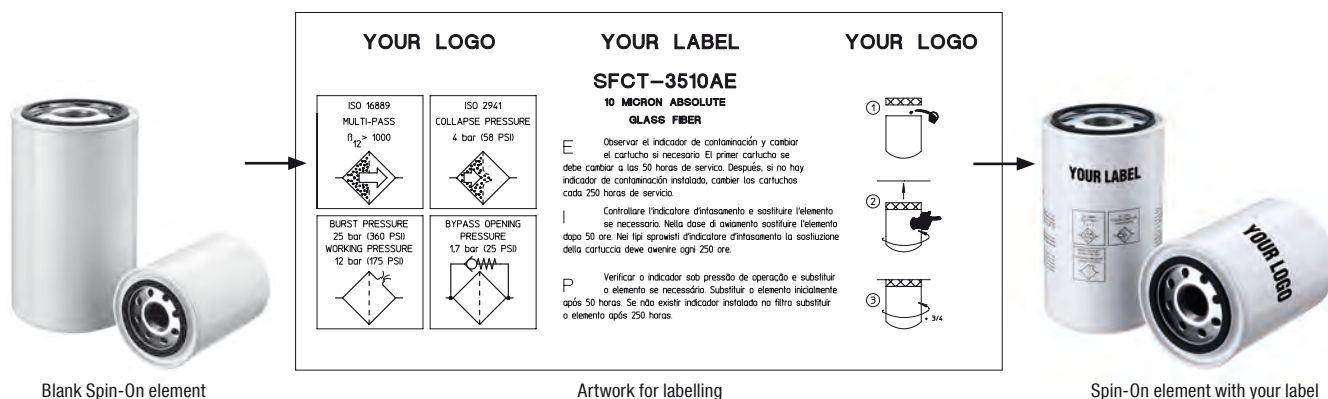 YOUR LOGO
YOUR LABEL
YOUR LOGO
SFCT-3510AE
10 MICRON ABSOLUTE
GLASS FIBER
ISO 16889
MULTI-PASS
β12> 1000
ISO 2941
COLLAPSE PRESSURE
4 bar (58 PSI)
BURST PRESSURE
25 bar (360 PSI)
WORKING PRESSURE
12 bar (175 PSI)
BYPASS OPENING
PRESSURE
1,7 bar (25 PSI)
E Observar el indicador de contaminación y cambiar
el cartucho si necesario El primer cartucho se
debe cambiar a las 50 horas de servico. Después, si no hay
indicador de contaminación instalado, cambier los cartuchos
cada 250 horas de servicio.
I Controllare l'indicatore d'intasamento e sostituire l'elemento
se necessario. Nella dase di awiamento sostituire l'elemento
dopo 50 ore. Nei tipi sprowisti d'indicatore d'intasamento la sostiuzione
della cartuccia dewe awenire ogni 250 ore.
P Verificar o indicador sob pressão de operação e substituir
o elemento se necessário. Substituir o elemento inicialmente
após 50 horas. Se não existir indicador instalado no filtro substituir
o elemento após 250 horas.
1
2
3
+ 3/4
YOUR LABEL
YOUR LOGO
Blank Spin-On element
Artwork for labelling
Spin-On element with your label